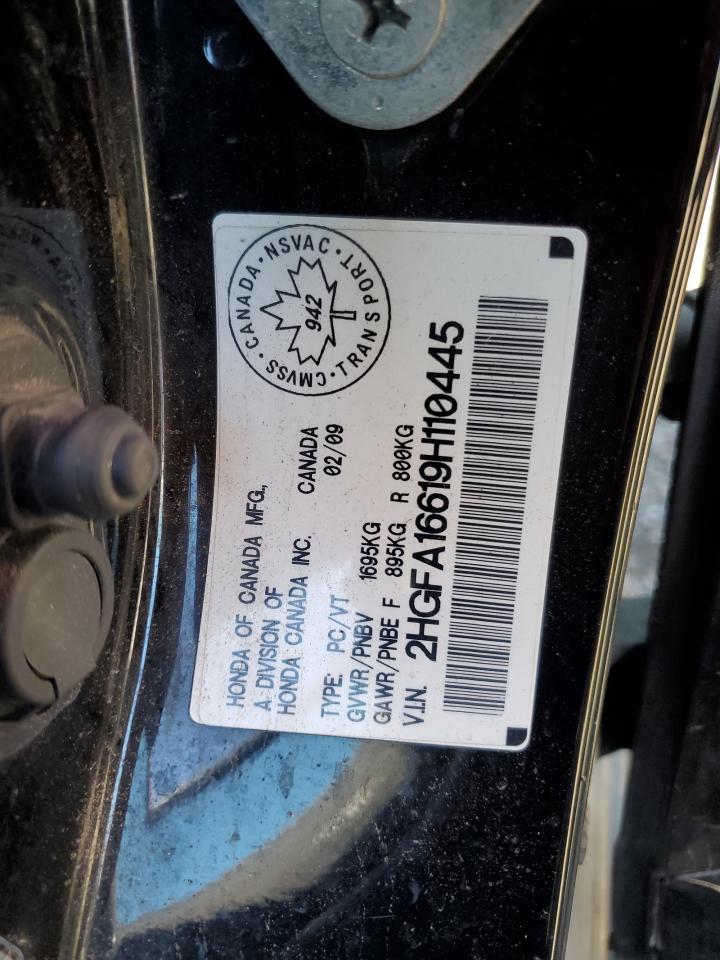 HONDA OF CANADA MFG.,
A DIVISION OF
HONDA CANADA INC. CANADA
02/09
TYPE PC/VT
GVWR/PNBV 1695KG
GAWR/PNBE F 895KG R 800KG
V.I.N. 2HGFA16619H110445
CMVSS · CANADA · NSVAC · TRANSPORT ·
942